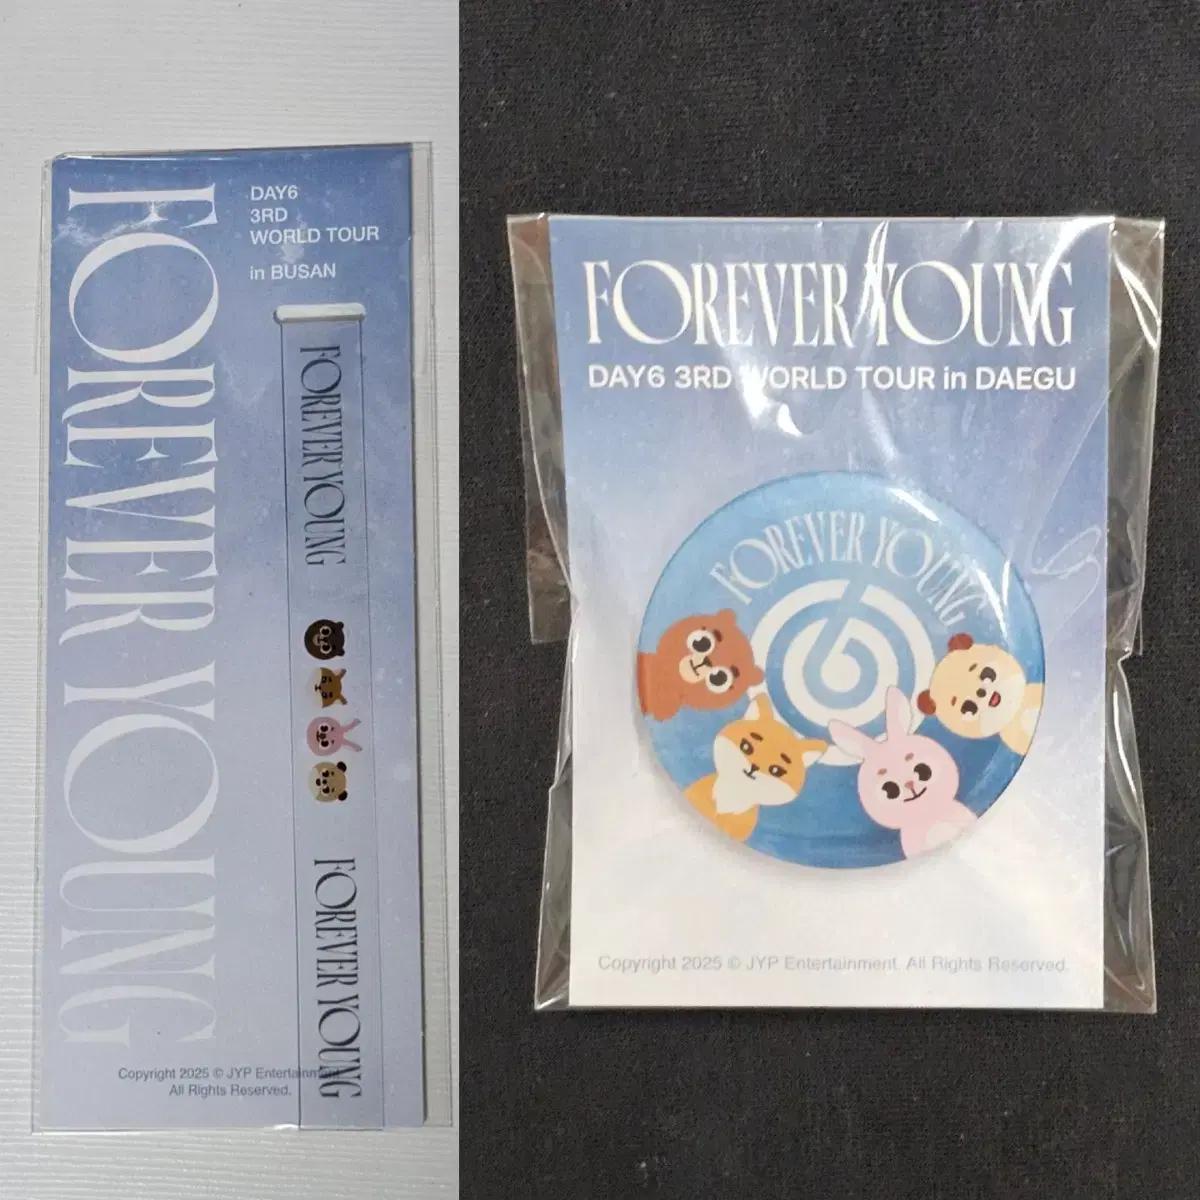 FOREVER YOUNG
DAY6
3RD
WORLD TOUR
in BUSAN
FOREVER YOUNG
FOREVER YOUNG
Copyright 2025 © JYP Entertainment
All Rights Reserved.
FOREVER YOUNG
DAY6 3RD WORLD TOUR in DAEGU
FOREVER YOUNG
6
Copyright 2025 © JYP Entertainment. All Rights Reserved.